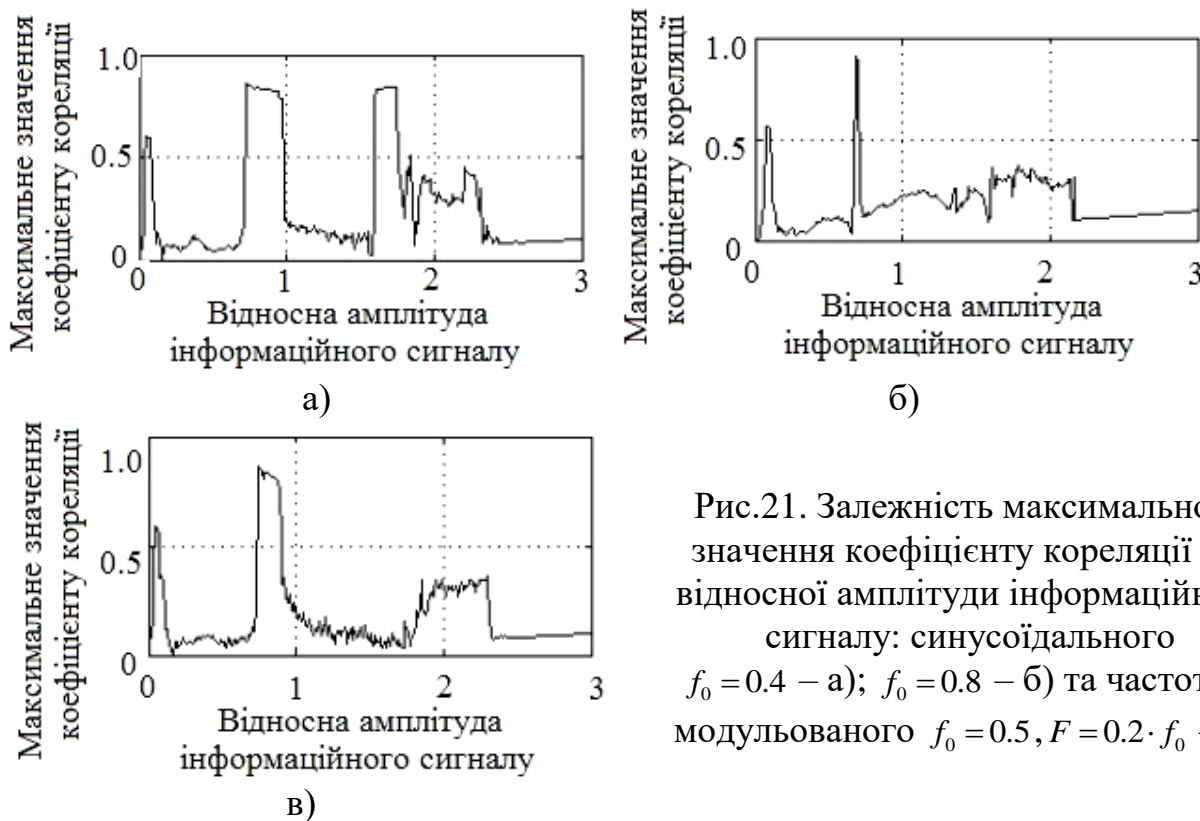 Максимальне значення
коефіцієнту кореляції
1.0
0.5
0
0
1
2
3
Відносна амплітуда
інформаційного сигналу
а)
Максимальне значення
коефіцієнту кореляції
1.0
0.5
0
0
1
2
3
Відносна амплітуда
інформаційного сигналу
б)
Максимальне значення
коефіцієнту кореляції
1.0
0.5
0
0
1
2
3
Відносна амплітуда
інформаційного сигналу
в)
Рис.21. Залежність
значення коефіцієнту кореляції
відносної амплітуди
сигналу: синусоїдального
f₀ = 0.4 – а); f₀ = 0.8 – б) та
модульованого f₀ = 0.5, F = 0.2· f₀